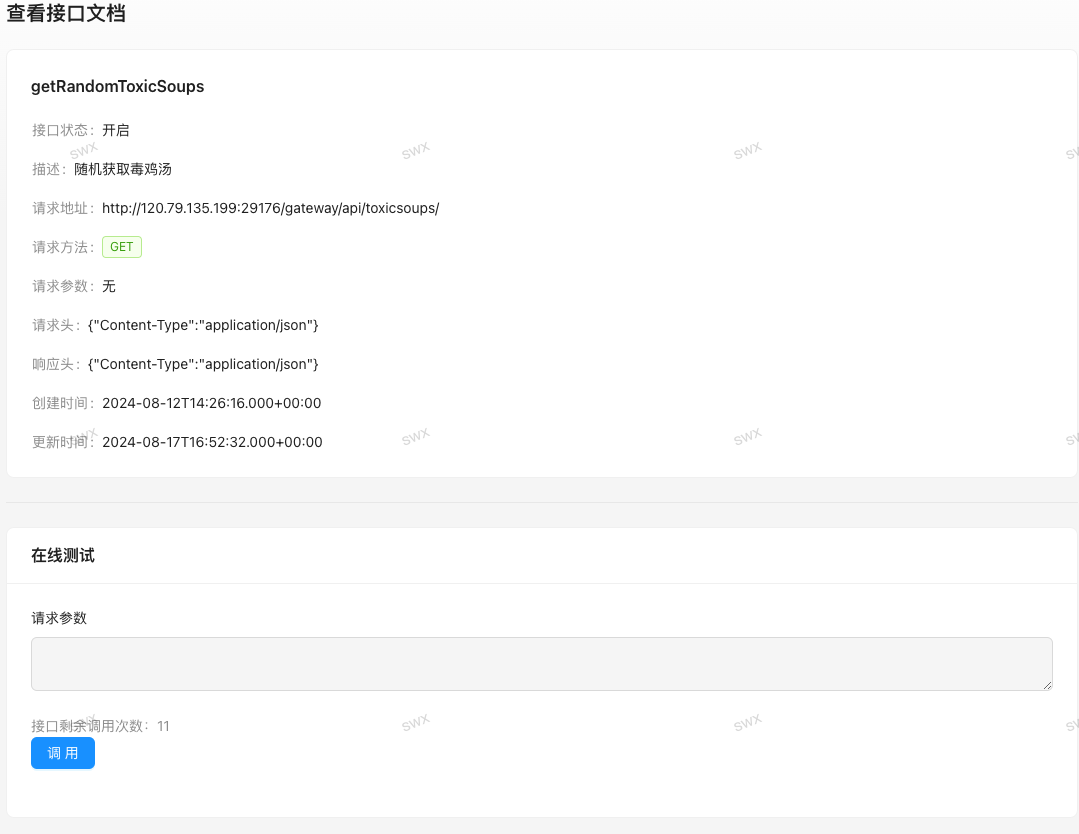 查看接口文档
getRandomToxicSoups
接口状态：开启
SWX SWX SWX SWX
描述：随机获取毒鸡汤
请求地址：http://120.79.135.199:29176/gateway/api/toxicsoups/
请求方法：GET
请求参数：无
请求头：{"Content-Type":"application/json"}
响应头：{"Content-Type":"application/json"}
创建时间：2024-08-12T14:26:16.000+00:00
SWX SWX SWX SWX
更新时间：2024-08-17T16:52:32.000+00:00
在线测试
请求参数
接口剩余调用次数：11
SWX SWX SWX SWX
调 用